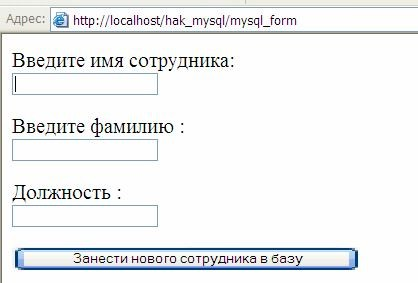 Адрес: http://localhost/hak_mysql/mysql_form
Введите имя сотрудника:
Введите фамилию :
Должность :
Занести нового сотрудника в базу